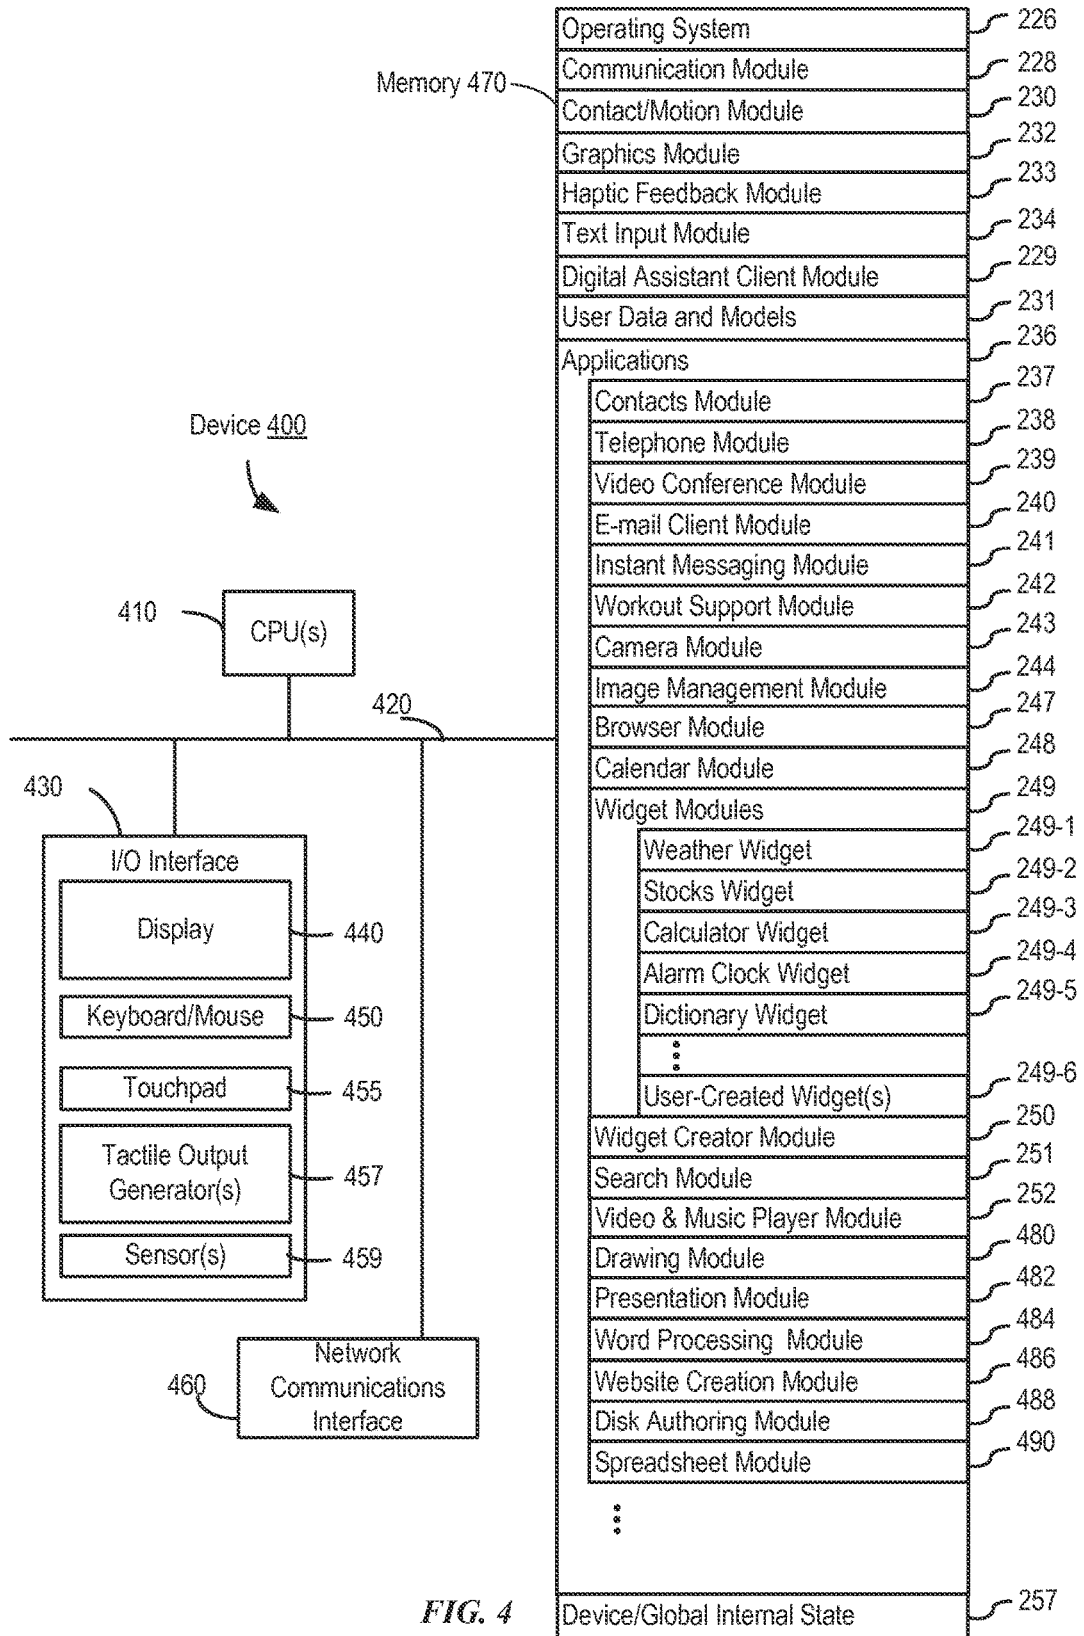 Device 400
410
CPU(s)
420
430
I/O Interface
Display
440
Keyboard/Mouse
450
Touchpad
455
Tactile Output
Generator(s)
457
Sensor(s)
459
460
Network
Communications
Interface
Memory 470
Operating System
226
Communication Module
228
Contact/Motion Module
230
Graphics Module
232
Haptic Feedback Module
233
Text Input Module
234
Digital Assistant Client Module
229
User Data and Models
231
Applications
236
Contacts Module
237
Telephone Module
238
Video Conference Module
239
E-mail Client Module
240
Instant Messaging Module
241
Workout Support Module
242
Camera Module
243
Image Management Module
244
Browser Module
247
Calendar Module
248
Widget Modules
249
Weather Widget
249-1
Stocks Widget
249-2
Calculator Widget
249-3
Alarm Clock Widget
249-4
Dictionary Widget
249-5
User-Created Widget(s)
249-6
Widget Creator Module
250
Search Module
251
Video & Music Player Module
252
Drawing Module
480
Presentation Module
482
Word Processing Module
484
Website Creation Module
486
Disk Authoring Module
488
Spreadsheet Module
490
Device/Global Internal State
257
FIG. 4